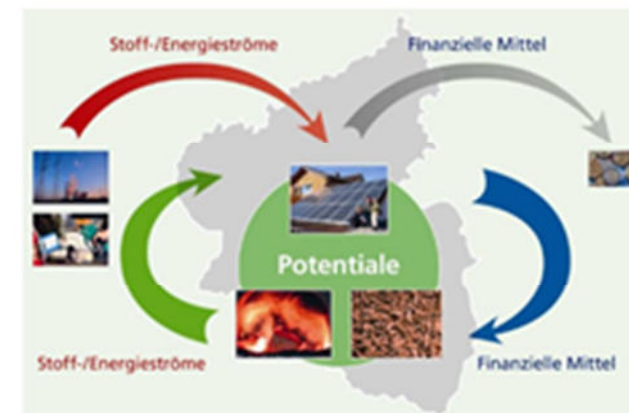 Stoff-/Energieströme
Finanzielle Mittel
Potentiale
Stoff-/Energieströme
Finanzielle Mittel